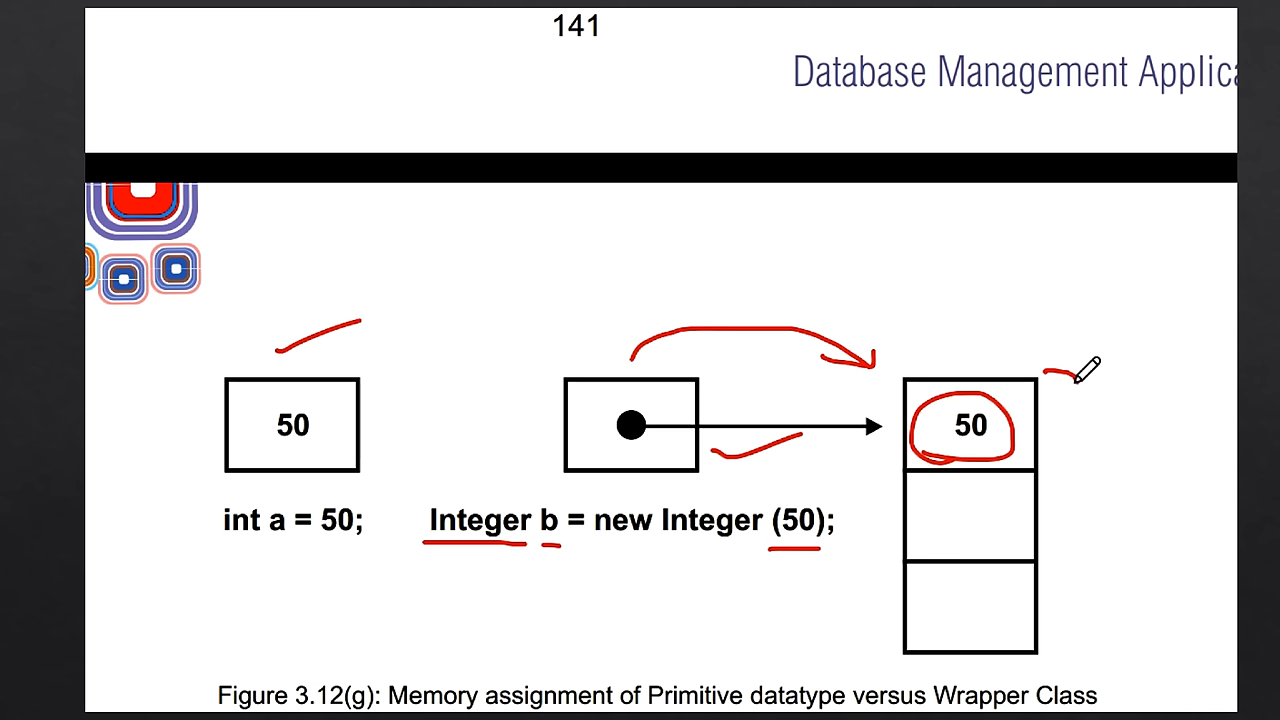 141
Database Management Applica
50
50
int a = 50;
Integer b = new Integer (50);
Figure 3.12(g): Memory assignment of Primitive datatype versus Wrapper Class